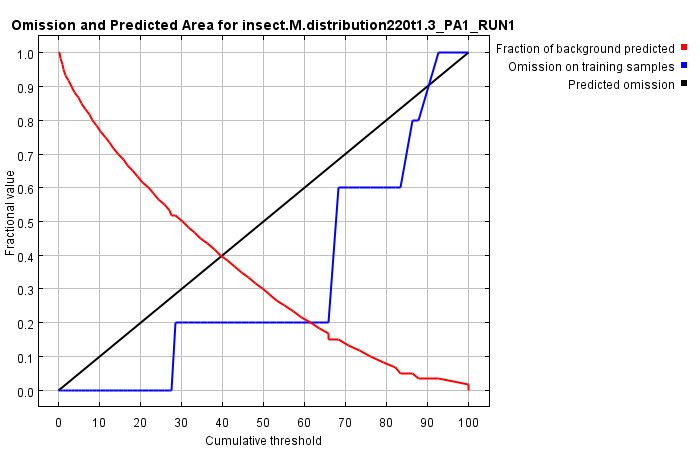 Omission and Predicted Area for insect.M.distribution220t1.3_PA1_RUN1
Fraction of background predicted
Omission on training samples
Predicted omission
Fractional value
1.0
0.9
0.8
0.7
0.6
0.5
0.4
0.3
0.2
0.1
0.0
0 10 20 30 40 50 60 70 80 90 100
Cumulative threshold